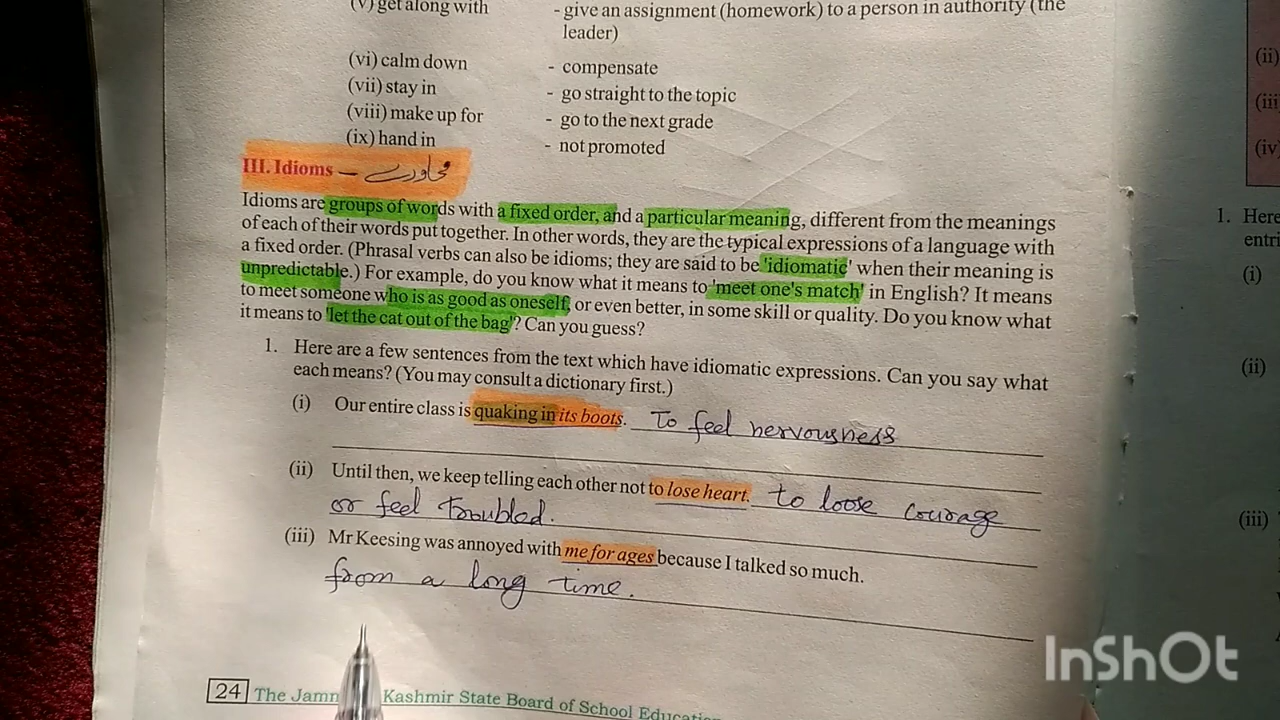 (v) get along with - give an assignment (homework) to a person in authority (the
leader)
(vi) calm down - compensate
(vii) stay in - go straight to the topic
(viii) make up for - go to the next grade
(ix) hand in - not promoted
III. Idioms – محاورے
Idioms are groups of words with a fixed order, and a particular meaning, different from the meanings
of each of their words put together. In other words, they are the typical expressions of a language with
a fixed order. (Phrasal verbs can also be idioms; they are said to be 'idiomatic' when their meaning is
unpredictable.) For example, do you know what it means to 'meet one's match' in English? It means
to meet someone who is as good as oneself, or even better, in some skill or quality. Do you know what
it means to 'let the cat out of the bag'? Can you guess?
1. Here are a few sentences from the text which have idiomatic expressions. Can you say what
each means? (You may consult a dictionary first.)
(i) Our entire class is quaking in its boots. To feel nervousness
(ii) Until then, we keep telling each other not to lose heart. to loose courage
or feel troubled.
(iii) Mr Keesing was annoyed with me for ages because I talked so much.
from a long time.
24 The Jamm Kashmir State Board of School Educatio
1. Here
entri
(i)
(ii)
(iii)
(ii)
(iii
(iv)
InShOt